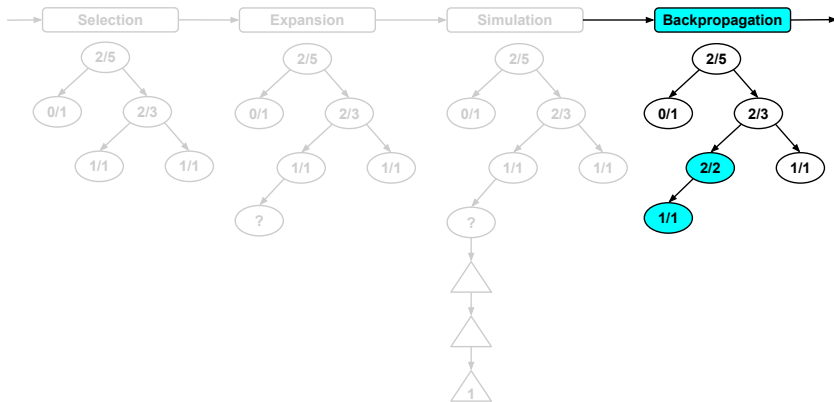 Selection Expansion Simulation Backpropagation
2/5 2/5 2/5 2/5
0/1 2/3 0/1 2/3 0/1 2/3 0/1 2/3
1/1 1/1 1/1 1/1 1/1 1/1 2/2 1/1
? ? 1/1
1